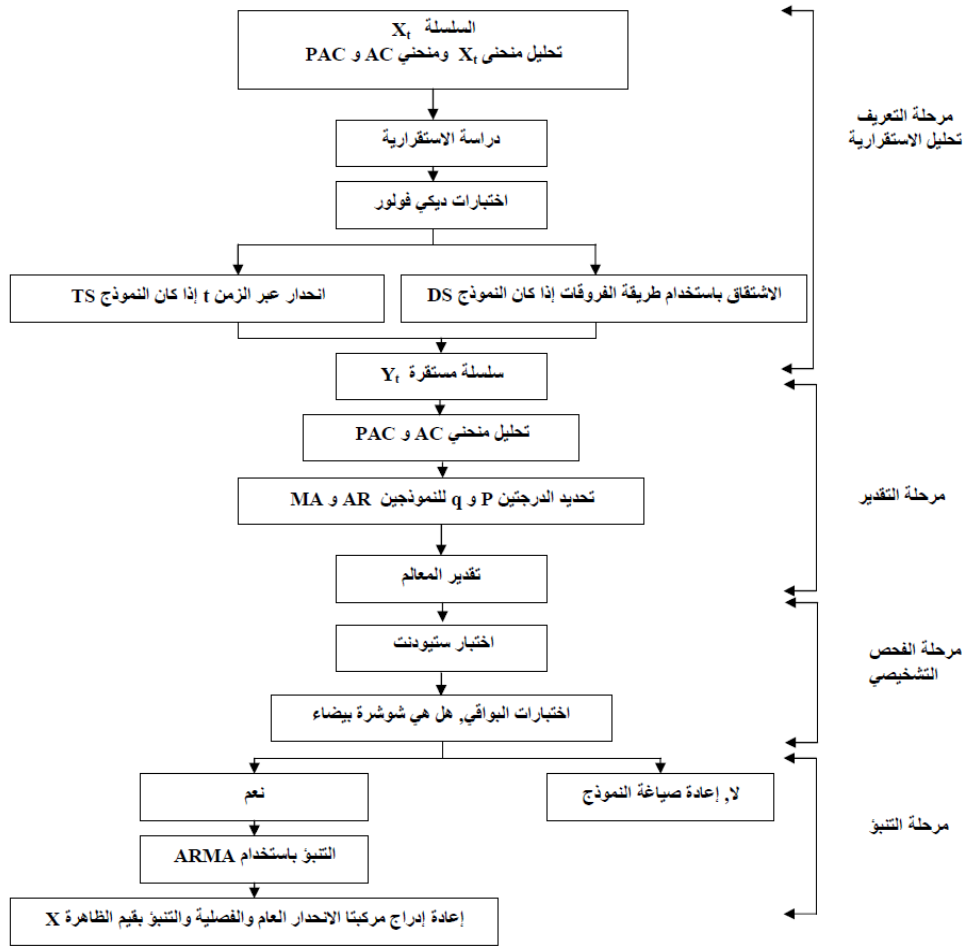 السلسلة X_t
تحليل منحنى X_t ومنحني AC و PAC
مرحلة التعريف
تحليل الاستقرارية
دراسة الاستقرارية
اختبارات ديكي فولور
الاشتقاق باستخدام طريقة الفروقات إذا كان النموذج DS
انحدار عبر الزمن t إذا كان النموذج TS
سلسلة مستقرة Y_t
تحليل منحني AC و PAC
تحديد الدرجتين P و q للنموذجين AR و MA
مرحلة التقدير
تقدير المعالم
اختبار ستيودنت
مرحلة الفحص
التشخيصي
اختبارات البواقي, هل هي شوشرة بيضاء
لا, إعادة صياغة النموذج
نعم
مرحلة التنبؤ
التنبؤ باستخدام ARMA
إعادة إدراج مركبتا الانحدار العام والفصلية والتنبؤ بقيم الظاهرة X